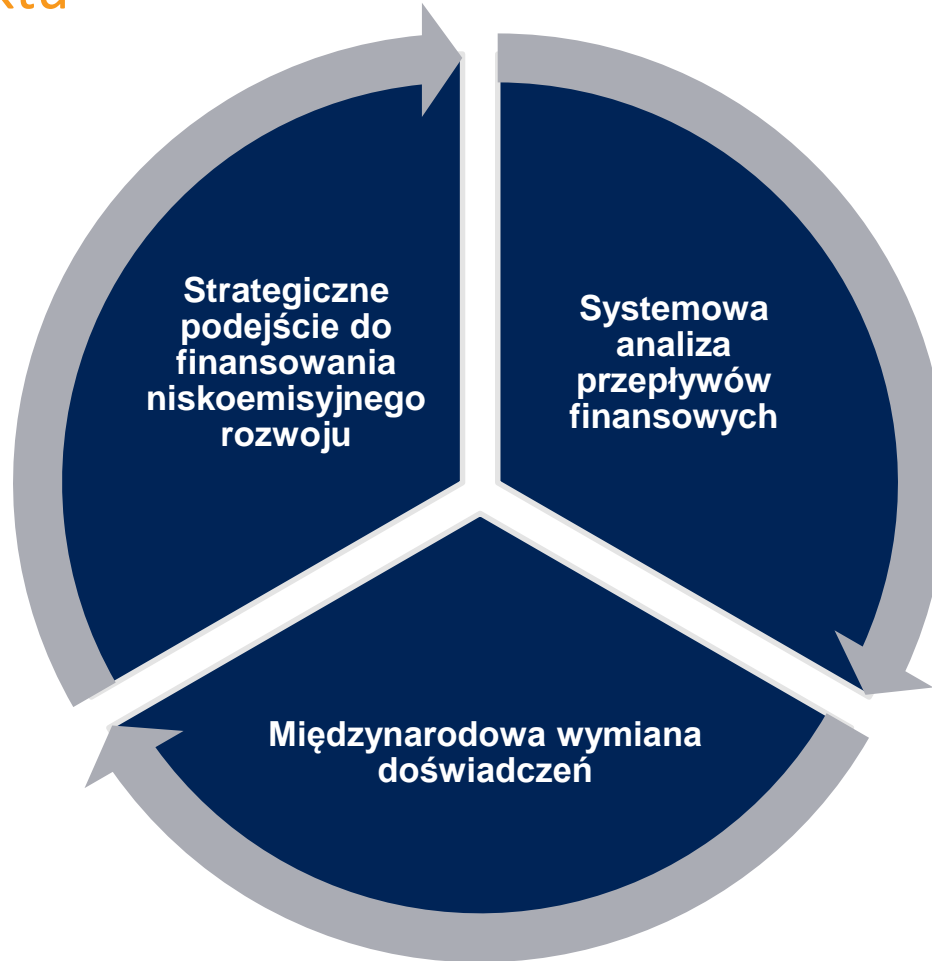 Strategiczne
podejście do
finansowania
niskoemisyjnego
rozwoju
Systemowa
analiza
przepływów
finansowych
Międzynarodowa wymiana
doświadczeń